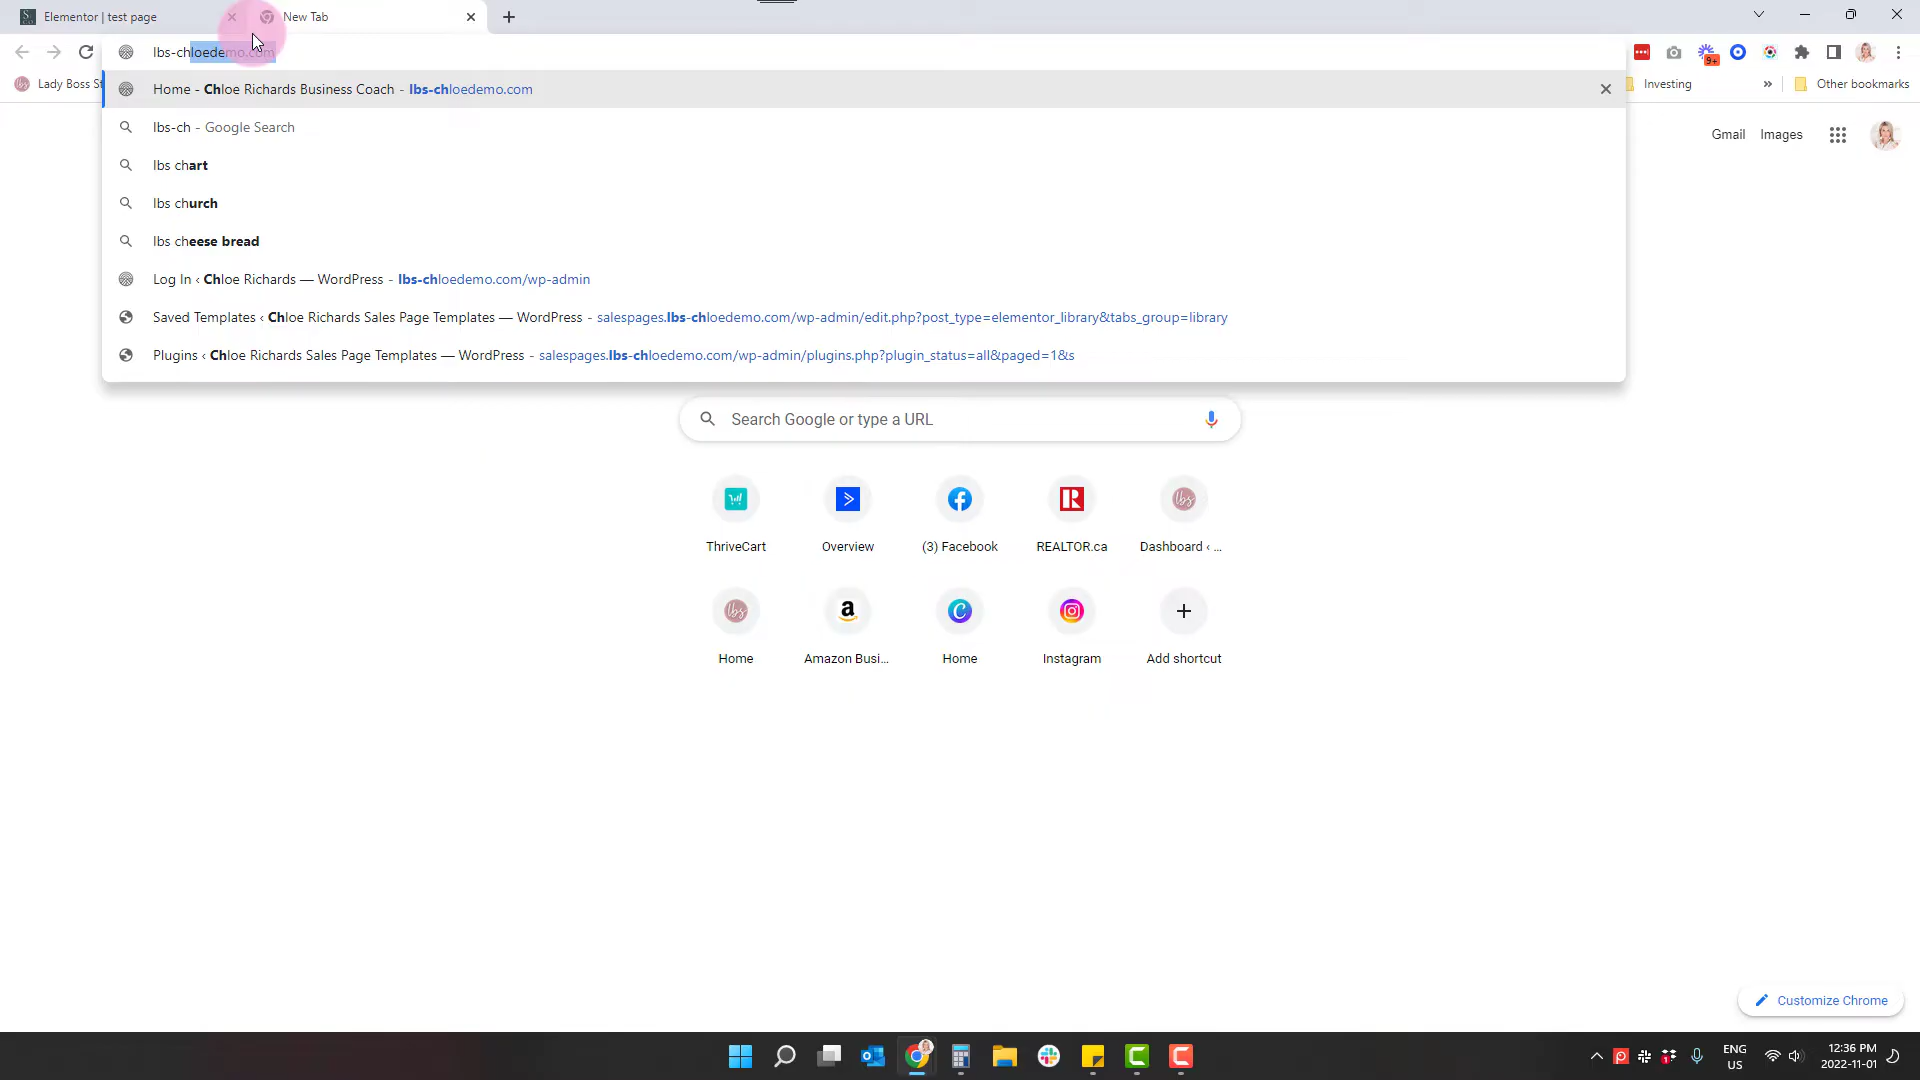 Elementor | test page
New Tab
lbs-chloedemo.com
Lady Boss St
Investing
»
Other bookmarks
Home - Chloe Richards Business Coach - lbs-chloedemo.com
lbs-ch - Google Search
lbs chart
lbs church
lbs cheese bread
Log In ‹ Chloe Richards — WordPress - lbs-chloedemo.com/wp-admin
Saved Templates ‹ Chloe Richards Sales Page Templates — WordPress - salespages.lbs-chloedemo.com/wp-admin/edit.php?post_type=elementor_library&tabs_group=library
Plugins ‹ Chloe Richards Sales Page Templates — WordPress - salespages.lbs-chloedemo.com/wp-admin/plugins.php?plugin_status=all&paged=1&s
9+
Gmail Images
Search Google or type a URL
lbs
ThriveCart
Overview
(3) Facebook
REALTOR.ca
Dashboard ‹ ...
lbs
Home
Amazon Busi...
Home
Instagram
Add shortcut
Customize Chrome
ENG
US
12:36 PM
2022-11-01